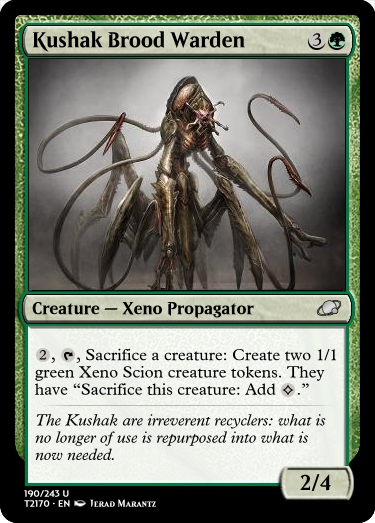 Kushak Brood Warden 3
Creature — Xeno Propagator
2, , Sacrifice a creature: Create two 1/1
green Xeno Scion creature tokens. They
have “Sacrifice this creature: Add .”
The Kushak are irreverent recyclers: what is
no longer of use is repurposed into what is
now needed.
2/4
190/243 U
T2170 · EN Jerad Marantz